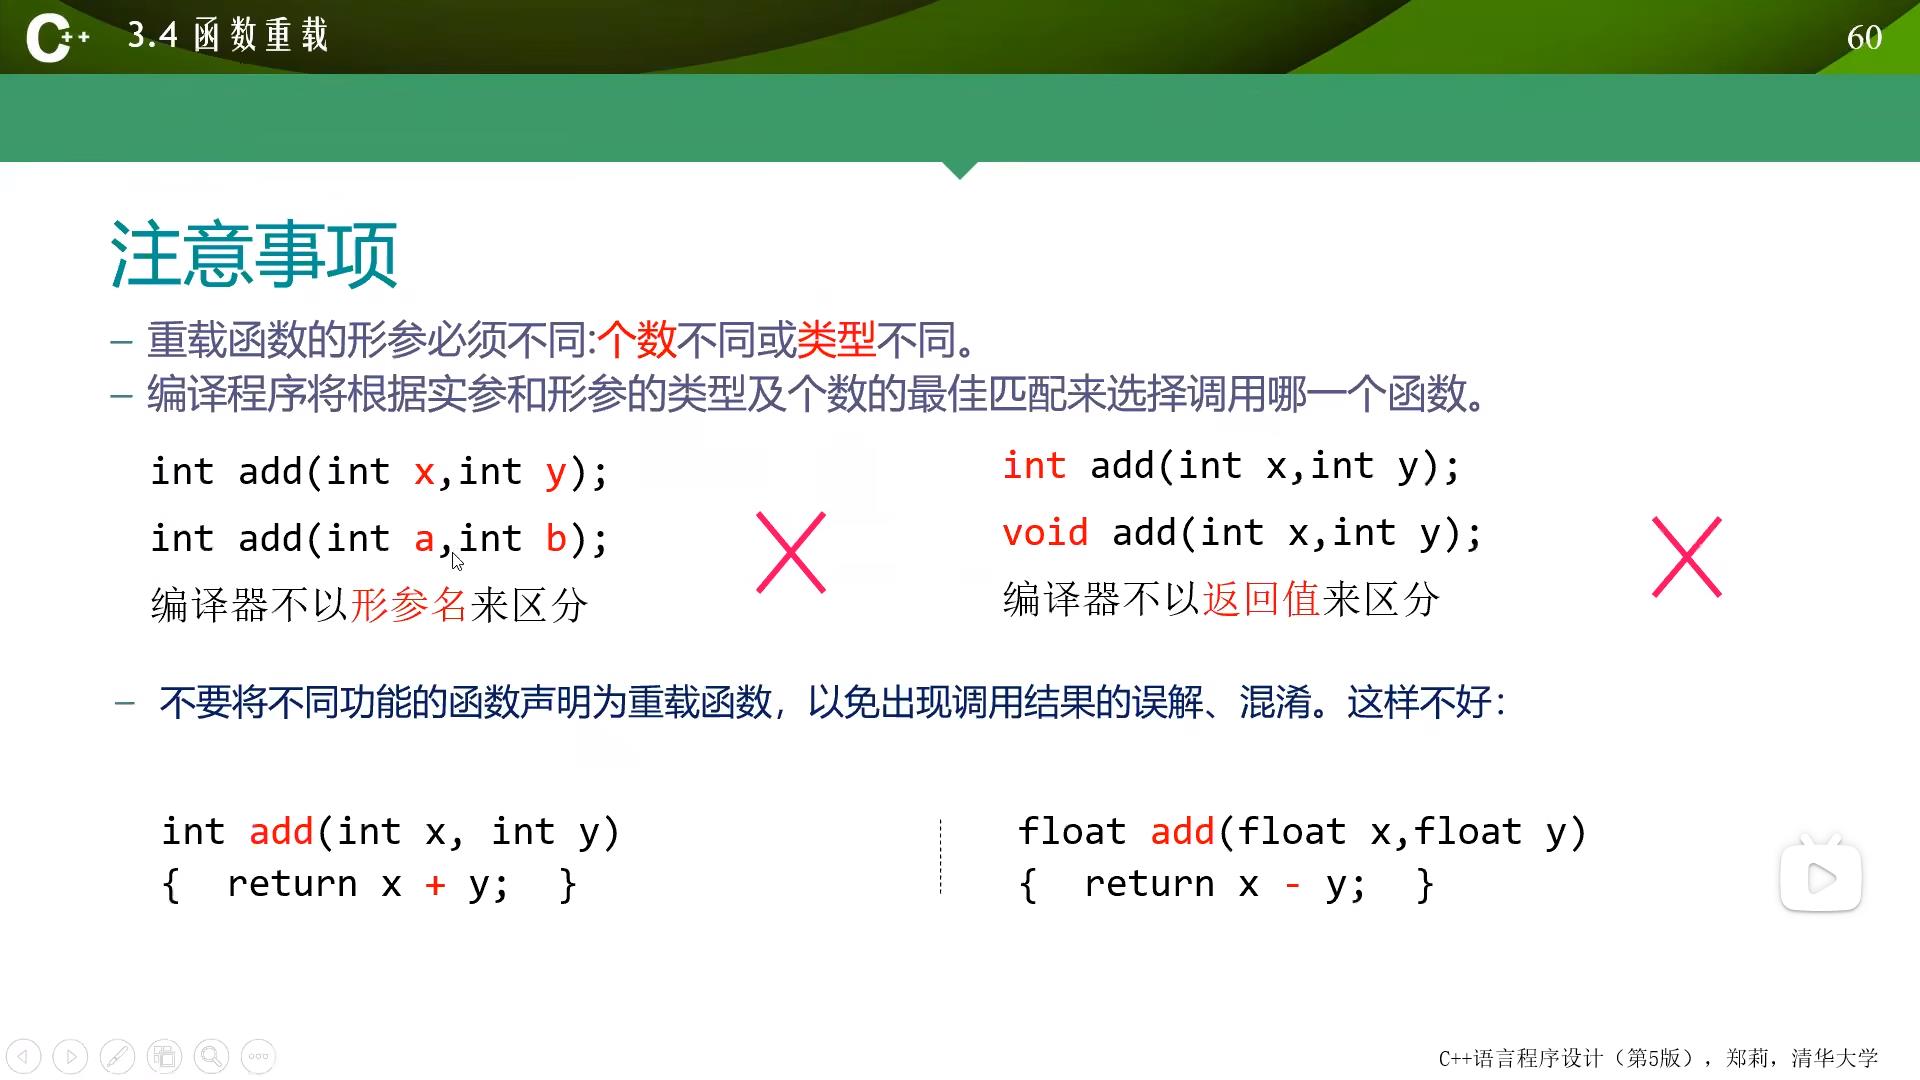 C++ 3.4 函数重载 60
注意事项
– 重载函数的形参必须不同:个数不同或类型不同。
– 编译程序将根据实参和形参的类型及个数的最佳匹配来选择调用哪一个函数。
int add(int x,int y);
int add(int a,int b);
编译器不以形参名来区分
int add(int x,int y);
void add(int x,int y);
编译器不以返回值来区分
– 不要将不同功能的函数声明为重载函数，以免出现调用结果的误解、混淆。这样不好：
int add(int x, int y)
{ return x + y; }
float add(float x,float y)
{ return x - y; }
C++语言程序设计（第5版），郑莉，清华大学